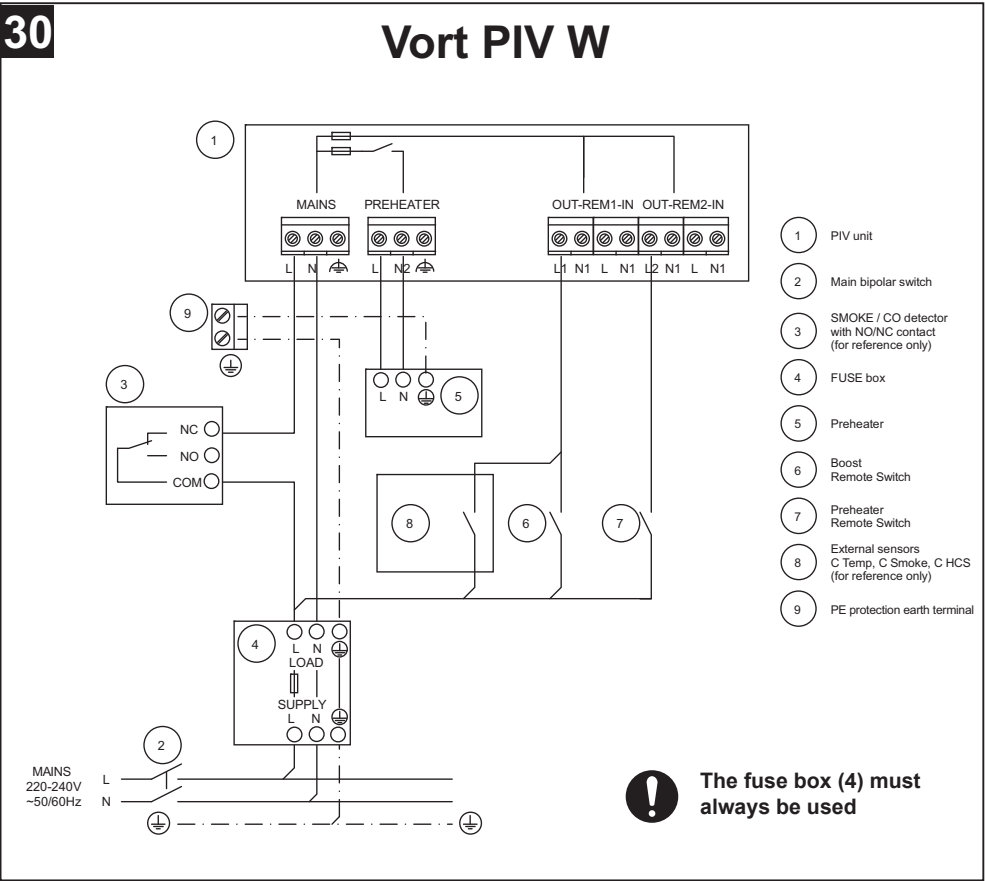 30
Vort PIV W
1
MAINS PREHEATER OUT-REM1-IN OUT-REM2-IN
L N L N2 L1 N1 L N1 L2 N1 L N1
9
3
NC
NO
COM
L N 5
8 6 7
4
L N
LOAD
SUPPLY
L N
2
MAINS
220-240V
~50/60Hz
L
N
1 PIV unit
2 Main bipolar switch
3 SMOKE / CO detector
with NO/NC contact
(for reference only)
4 FUSE box
5 Preheater
6 Boost
Remote Switch
7 Preheater
Remote Switch
8 External sensors
C Temp, C Smoke, C HCS
(for reference only)
9 PE protection earth terminal
! The fuse box (4) must
always be used